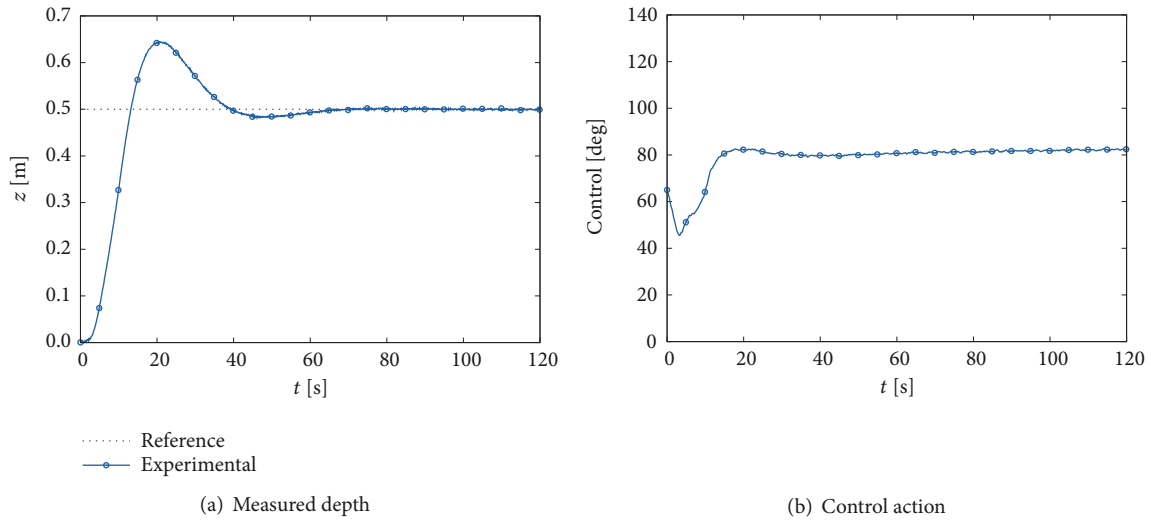 0.7
0.6
0.5
0.4
0.3
0.2
0.1
0.0
z [m]
0 20 40 60 80 100 120
t [s]
Reference
Experimental
(a) Measured depth
140
120
100
80
60
40
20
0
Control [deg]
0 20 40 60 80 100 120
t [s]
(b) Control action